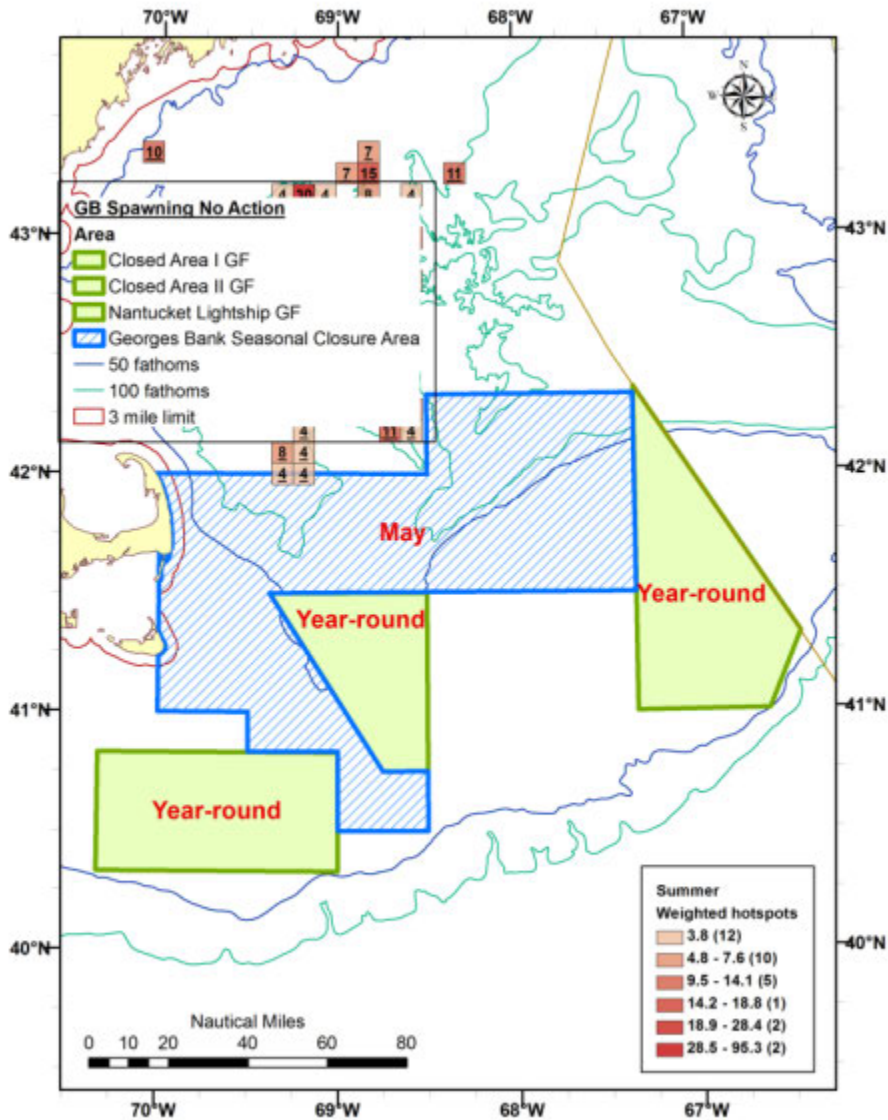 70°W 69°W 68°W 67°W
N
W
S
10
7
7 15 11
4 30 4 8 4
GB Spawning No Action
Area
43°N 43°N
Closed Area I GF
Closed Area II GF
Nantucket Lightship GF
Georges Bank Seasonal Closure Area
50 fathoms
100 fathoms
3 mile limit
4 11 4
8 4
42°N 42°N
4 4
May
Year-round Year-round
41°N 41°N
Year-round
Summer
Weighted hotspots
40°N 40°N
3.8 (12)
4.8 - 7.6 (10)
9.5 - 14.1 (5)
14.2 - 18.8 (1)
18.9 - 28.4 (2)
28.5 - 95.3 (2)
Nautical Miles
0 10 20 40 60 80
70°W 69°W 68°W 67°W